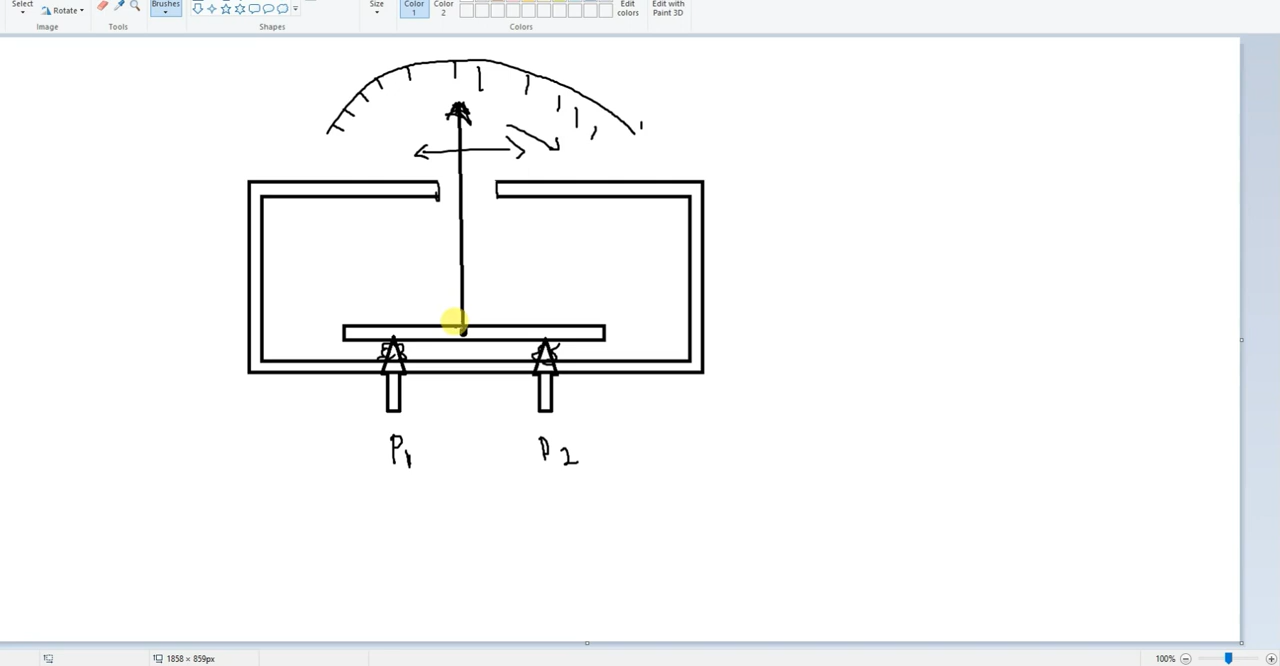 Select
Rotate
Brushes
Size
Color
1
Color
2
Edit
colors
Edit with
Paint 3D
Image
Tools
Shapes
Colors
P1
P2
1858 × 859px
100%